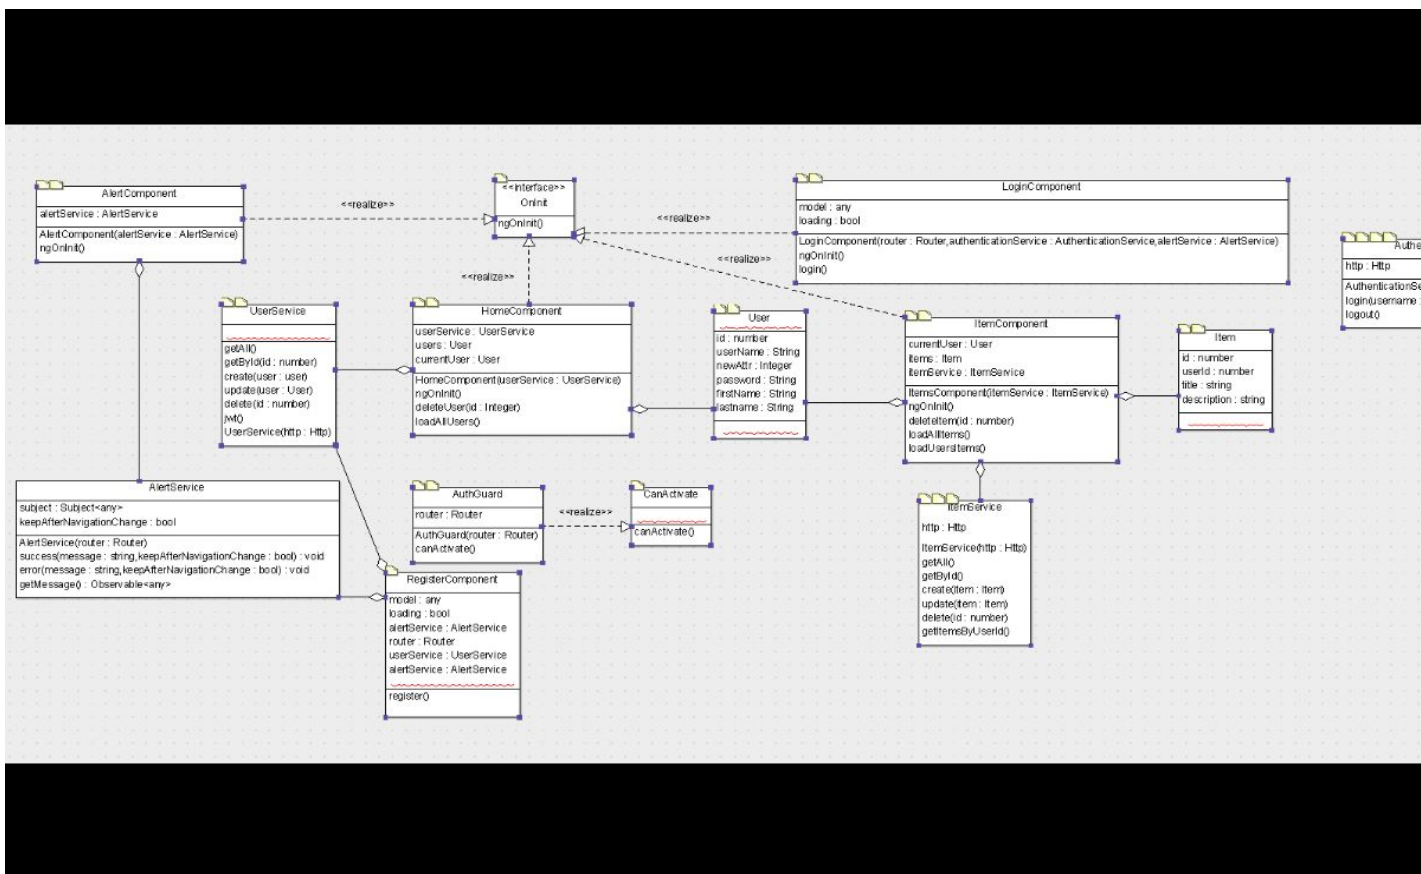 AlertComponent
alertService : AlertService
AlertComponent(alertService : AlertService)
ngOnInit()
<<realize>>
<<interface>>
OnInit
ngOnInit()
<<realize>>
<<realize>>
<<realize>>
LoginComponent
model : any
loading : bool
LoginComponent(router : Router,authenticationService : AuthenticationService,alertService : AlertService)
ngOnInit()
login()
Authe
http : Http
AuthenticationSe
login(username :
logout()
UserService
getAll()
getById(id : number)
create(user : user)
update(user : User)
delete(id : number)
jwt()
UserService(http : Http)
HomeComponent
userService : UserService
users : User
currentUser : User
HomeComponent(userService : UserService)
ngOnInit()
deleteUser(id : Integer)
loadAllUsers()
User
id : number
userName : String
newAttr : Integer
password : String
firstName : String
lastname : String
ItemComponent
currentUser : User
items : Item
itemService : ItemService
ItemsComponent(itemService : ItemService)
ngOnInit()
deleteItem(id : number)
loadAllItems()
loadUsersItems()
Item
id : number
userId : number
title : string
description : string
AlertService
subject : Subject<any>
keepAfterNavigationChange : bool
AlertService(router : Router)
success(message : string,keepAfterNavigationChange : bool) : void
error(message : string,keepAfterNavigationChange : bool) : void
getMessage() : Observable<any>
AuthGuard
router : Router
AuthGuard(router : Router)
canActivate()
<<realize>>
CanActivate
canActivate()
ItemService
http : Http
ItemService(http : Http)
getAll()
getById()
create(item : Item)
update(item : Item)
delete(id : number)
getItemsByUserId()
RegisterComponent
model : any
loading : bool
alertService : AlertService
router : Router
userService : UserService
alertService : AlertService
register()